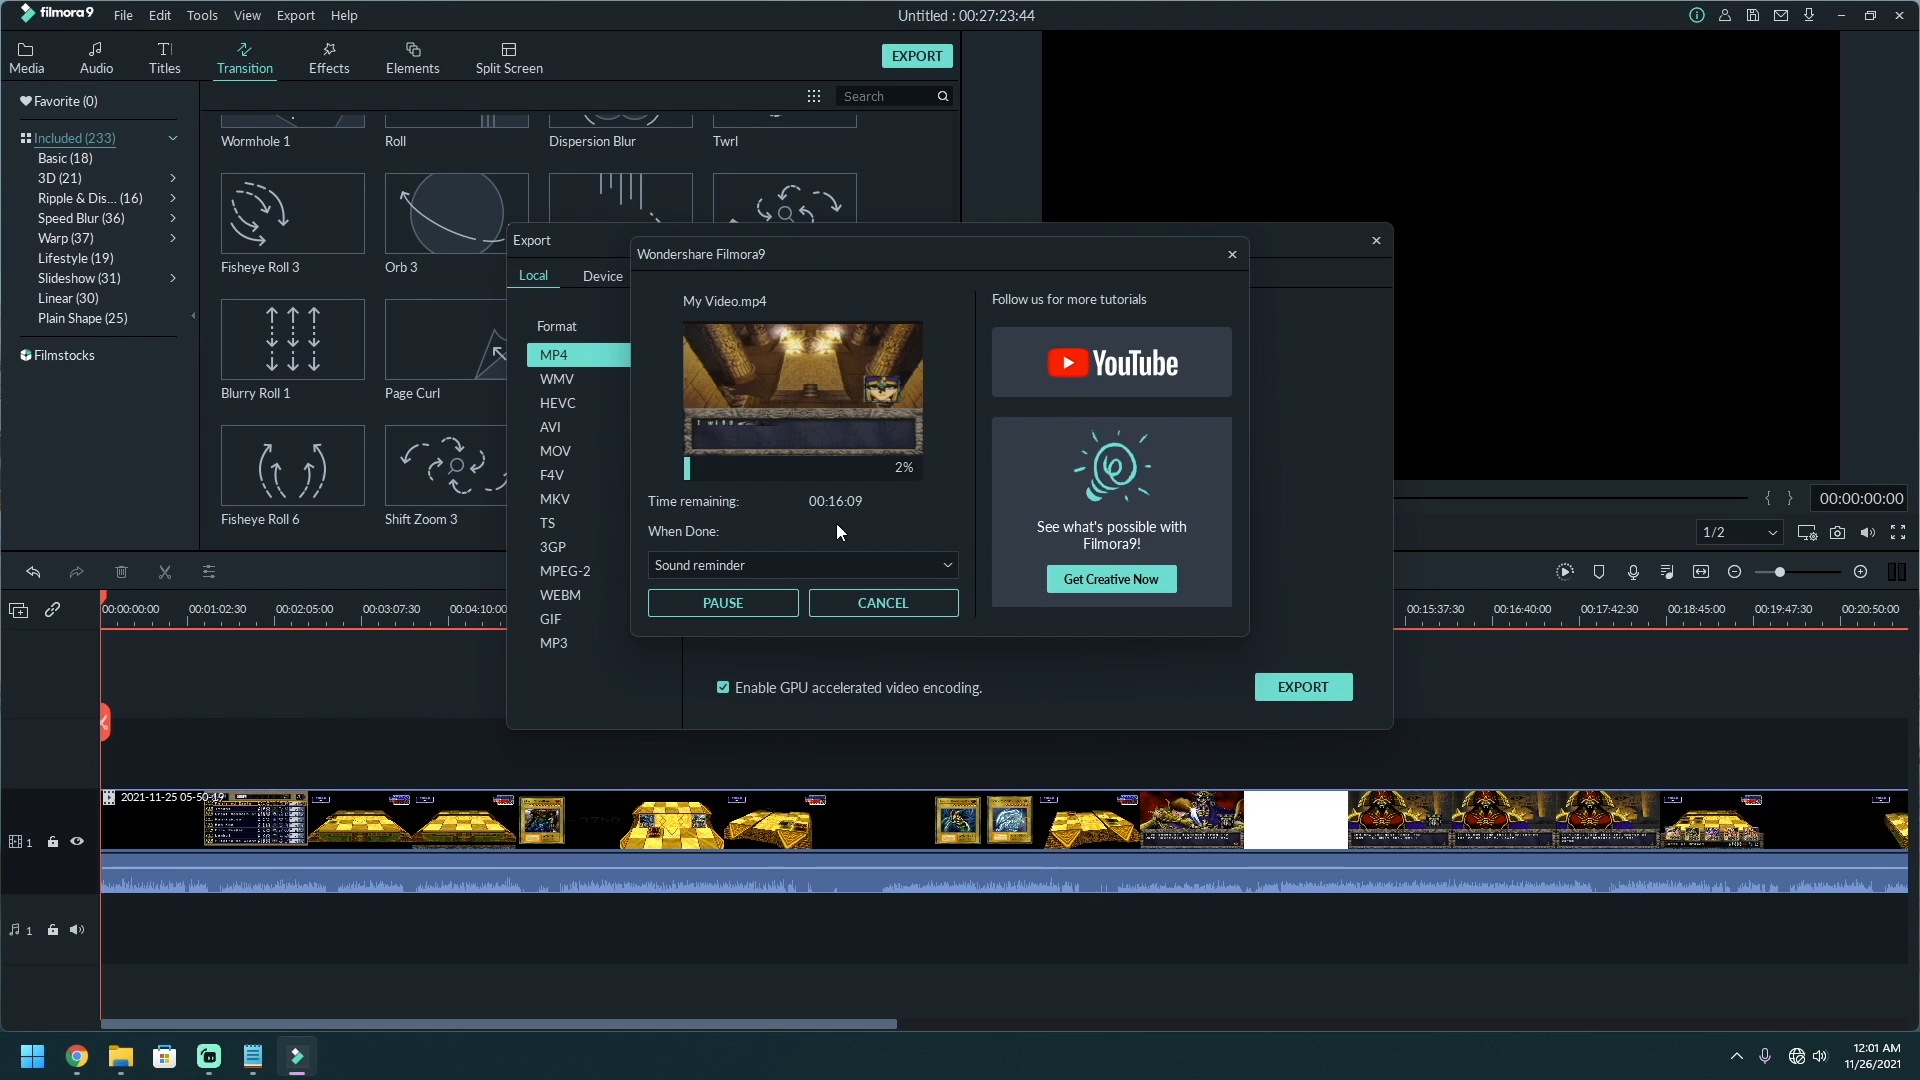 filmora9 File Edit Tools View Export Help Untitled : 00:27:23:44
Media Audio Titles Transition Effects Elements Split Screen EXPORT
Favorite (0)
Search
Included (233)
Basic (18)
3D (21)
Ripple & Dis... (16)
Speed Blur (36)
Warp (37)
Lifestyle (19)
Slideshow (31)
Linear (30)
Plain Shape (25)
Filmstocks
Wormhole 1 Roll Dispersion Blur Twrl
Fisheye Roll 3 Orb 3
Blurry Roll 1 Page Curl
Fisheye Roll 6 Shift Zoom 3
Export
Local Device
Format
MP4
WMV
HEVC
AVI
MOV
F4V
MKV
TS
3GP
MPEG-2
WEBM
GIF
MP3
Wondershare Filmora9
My Video.mp4
2%
Time remaining: 00:16:09
When Done:
Sound reminder
PAUSE CANCEL
Follow us for more tutorials
YouTube
See what's possible with
Filmora9!
Get Creative Now
Enable GPU accelerated video encoding.
EXPORT
00:00:00:00
1/2
00:00:00:00 00:01:02:30 00:02:05:00 00:03:07:30 00:04:10:00 00:15:37:30 00:16:40:00 00:17:42:30 00:18:45:00 00:19:47:30 00:20:50:00
2021-11-25 05-50-19
1
1
12:01 AM
11/26/2021